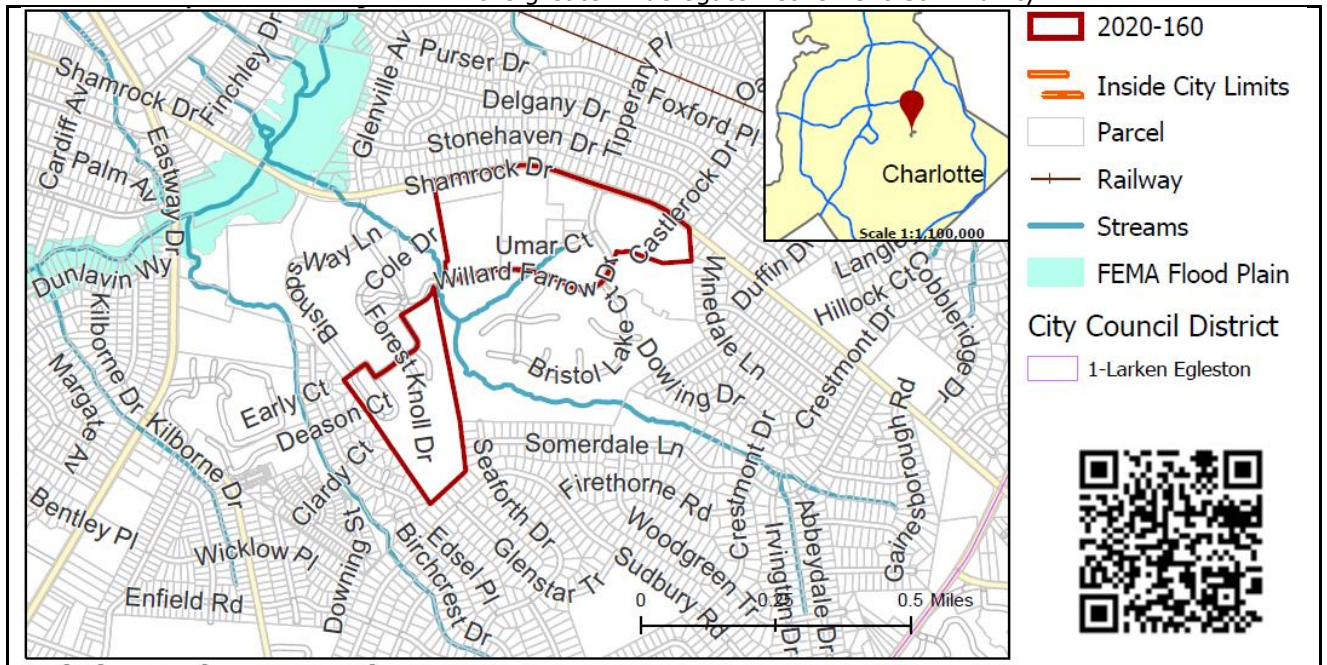 Shamrock Dr
Finchley Dr
Glenville Av
Purser Dr
Delgany Dr
Tipperary Pl
Foxford Pl
Stonehaven Dr
Cardiff Av
Palm Av
Eastway Dr
Shamrock Dr
Castlerock Dr
Umar Ct
Willard Farrow Dr
Bishops Way Ln
Cole Dr
Forest Knoll Dr
Dunlavin Wy
Kilborne Dr
Margate Av
Kilborne Dr
Early Ct
Deason Ct
Clardy Ct
Bristol Lake Ct
Dowling Dr
Winedale Ln
Duffin Dr
Hillock Ct
Cobbleridge Dr
Crestmont Dr
Crestmont Dr
Somerdale Ln
Firethorne Rd
Woodgreen Tr
Sudbury Rd
Irvington Dr
Abbeydale Dr
Gainesborough Rd
Seaforth Dr
Glenstar Tr
Edsel Pl
Birchcrest Dr
Downing St
Bentley Pl
Wicklow Pl
Enfield Rd
0 0.25 0.5 Miles
Charlotte
Scale 1:1,100,000
2020-160
Inside City Limits
Parcel
Railway
Streams
FEMA Flood Plain
City Council District
1-Larken Egleston